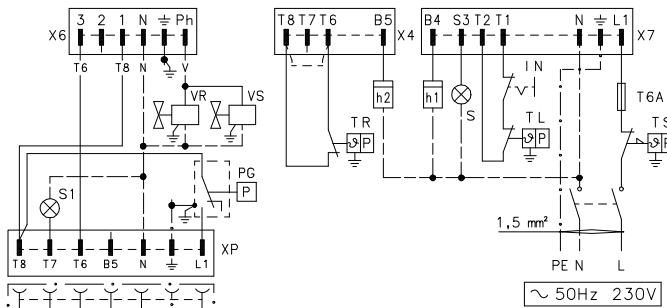 3 2 1 N Ph
X6
T6 T8 N V
VR VS
PG
P
S1
XP
T8 T7 T6 B5 N L1
T8 T7 T6 B5
X4
h2
TR
ϑ P
B4 S3 T2 T1 N L1
X7
IN
h1
S
TL
ϑ P
T6A
TS
ϑ P
1,5 mm²
PE N L
~ 50Hz 230V